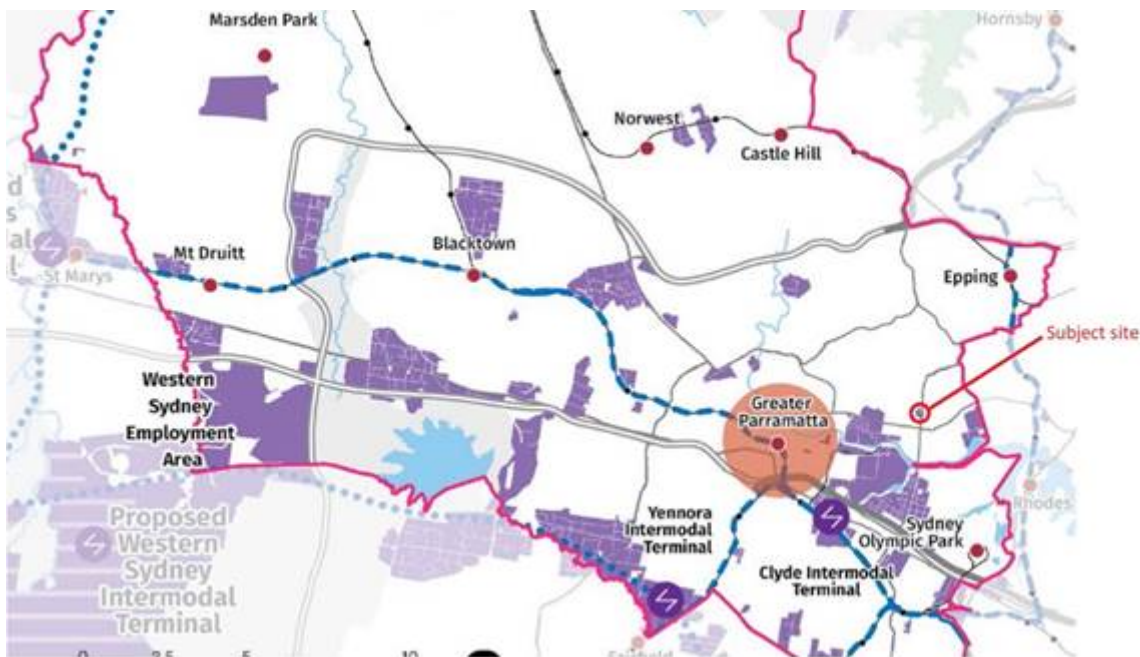 Marsden Park
Hornsby
Norwest
Castle Hill
Blacktown
Mt Druitt
St Marys
Epping
Subject site
Western
Sydney
Employment
Area
Greater
Parramatta
Rhodes
Yennora
Intermodal
Terminal
Sydney
Olympic Park
Clyde Intermodal
Terminal
Proposed
Western
Sydney
Intermodal
Terminal